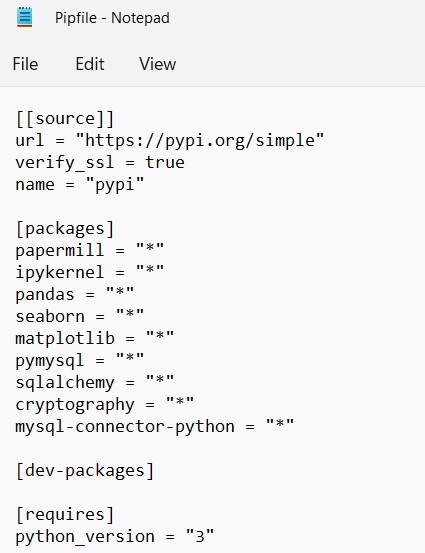 Pipfile - Notepad
File Edit View
[[source]]
url = "https://pypi.org/simple"
verify_ssl = true
name = "pypi"

[packages]
papermill = "*"
ipykernel = "*"
pandas = "*"
seaborn = "*"
matplotlib = "*"
pymysql = "*"
sqlalchemy = "*"
cryptography = "*"
mysql-connector-python = "*"

[dev-packages]

[requires]
python_version = "3"